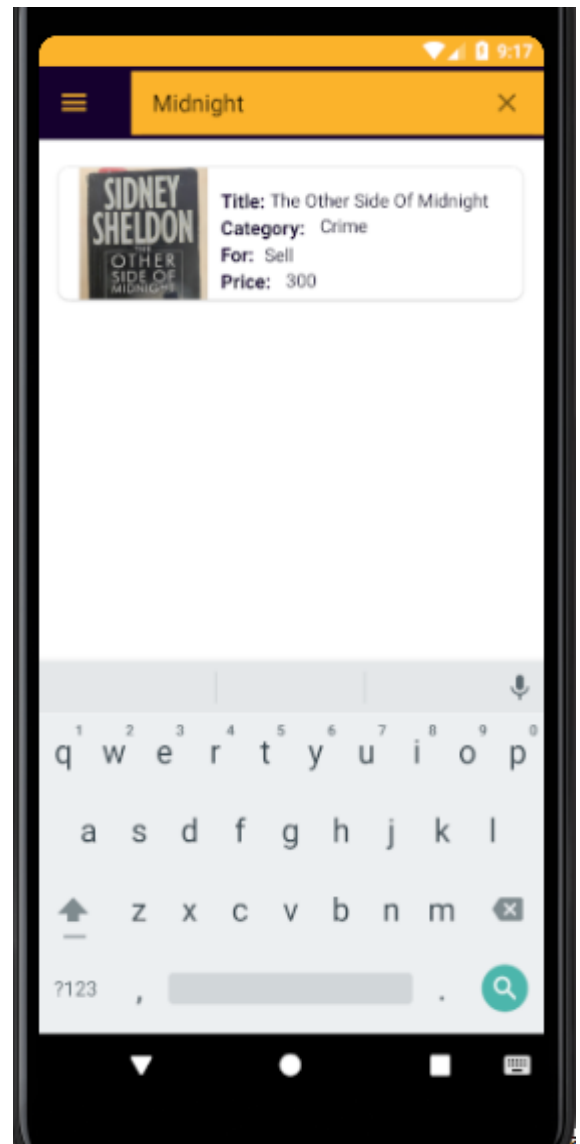 9:17
Midnight
SIDNEY
SHELDON
THE
OTHER
SIDE OF
MIDNIGHT
Title: The Other Side Of Midnight
Category: Crime
For: Sell
Price: 300
1 2 3 4 5 6 7 8 9 0
q w e r t y u i o p
a s d f g h j k l
z x c v b n m
?123 , .